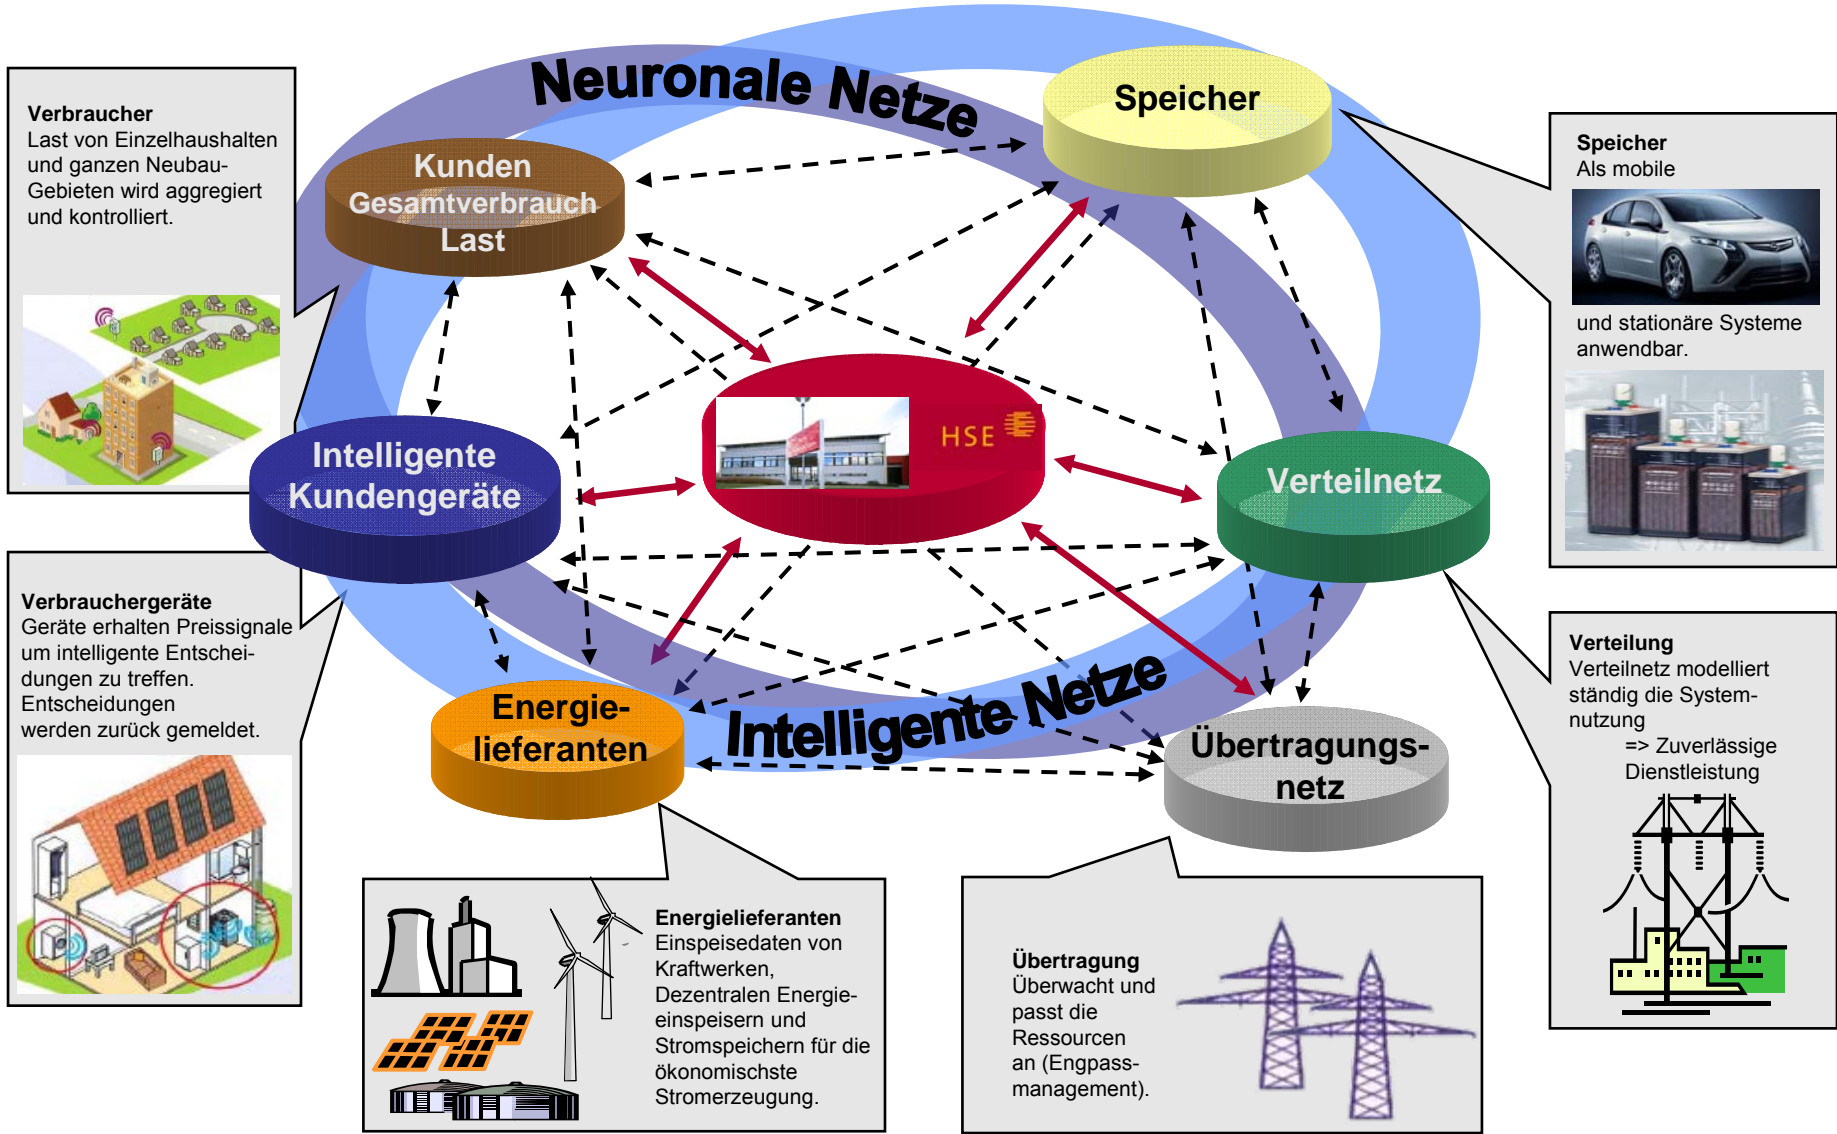 Neuronale Netze
Speicher
Verbraucher
Last von Einzelhaushalten
und ganzen Neubau-
Gebieten wird aggregiert
und kontrolliert.
Kunden
Gesamtverbrauch
Last
Speicher
Als mobile
und stationäre Systeme
anwendbar.
HSE
Intelligente
Kundengeräte
Verteilnetz
Verbrauchergeräte
Geräte erhalten Preissignale
um intelligente Entschei-
dungen zu treffen.
Entscheidungen
werden zurück gemeldet.
Verteilung
Verteilnetz modelliert
ständig die System-
nutzung
=> Zuverlässige
Dienstleistung
Energie-
lieferanten
Intelligente Netze
Übertragungs-
netz
Energielieferanten
Einspeisedaten von
Kraftwerken,
Dezentralen Energie-
einspeisern und
Stromspeichern für die
ökonomischste
Stromerzeugung.
Übertragung
Überwacht und
passt die
Ressourcen
an (Engpass-
management).